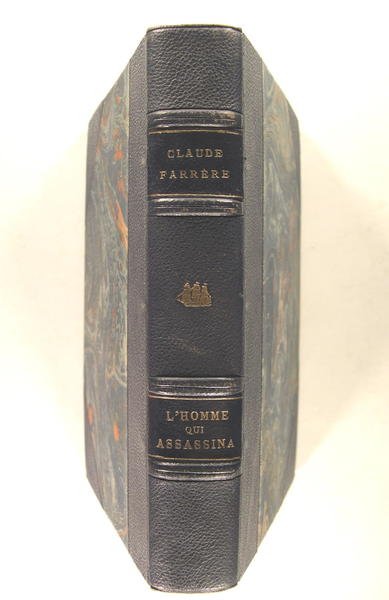 CLAUDE
FARRÈRE
L'HOMME
QUI
ASSASSINA